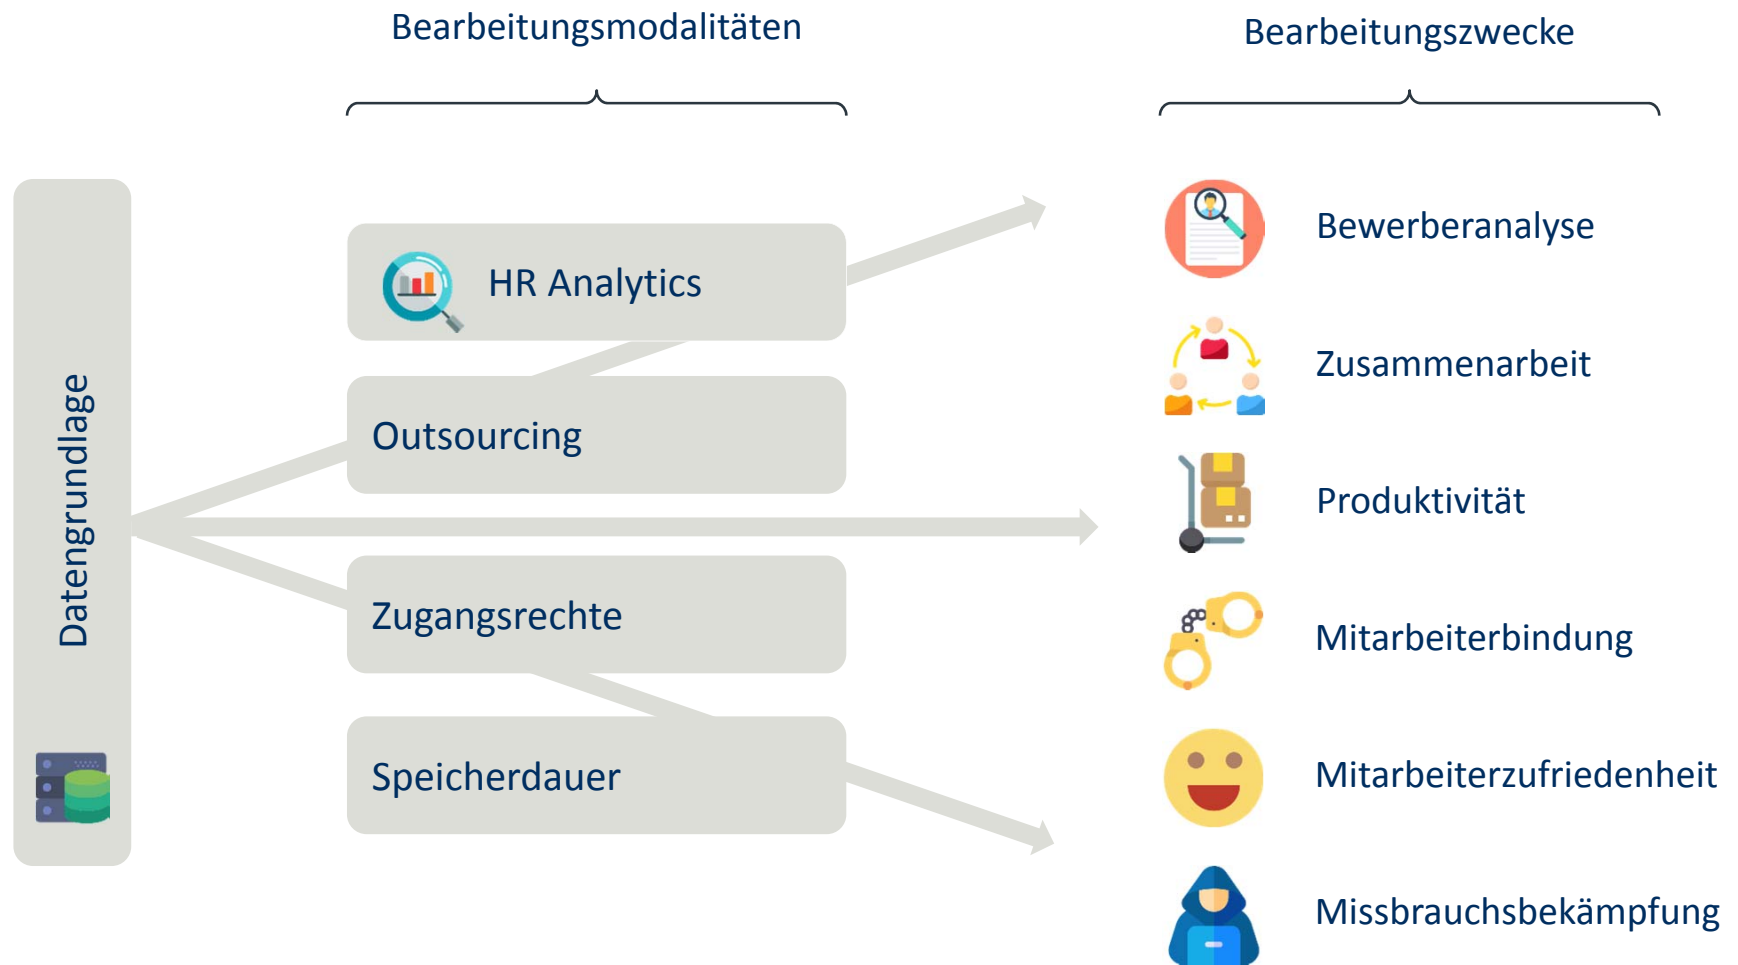 Bearbeitungsmodalitäten
Bearbeitungszwecke
Datengrundlage
HR Analytics
Outsourcing
Zugangsrechte
Speicherdauer
Bewerberanalyse
Zusammenarbeit
Produktivität
Mitarbeiterbindung
Mitarbeiterzufriedenheit
Missbrauchsbekämpfung